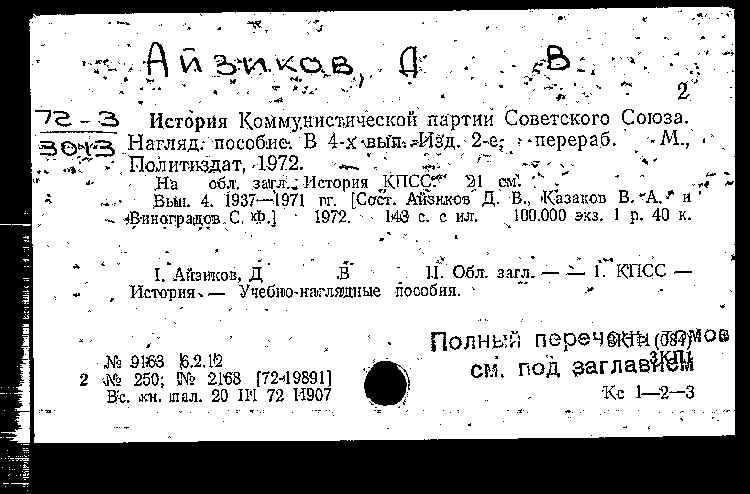 Айзиков, Д В
2
72-3
3013
История Коммунистической партии Советского Союза.
Нагляд. пособие. В 4-х вып. Изд. 2-е, перераб. М.,
Политиздат, 1972.
На обл. загл.: История КПСС. 21 см.
Вып. 4. 1937—1971 гг. [Сост. Айзиков Д. В., Казаков В. А. и
Виноградов С. Ф.] 1972. 143 с. с ил. 100.000 экз. 1 р. 40 к.
I. Айзиков, Д В II. Обл. загл. — — 1. КПСС —
История — Учебно-наглядные пособия.
Полный перечень томов
см. под заглавием
(084)
3КП
№ 9163 6.2.12
2 № 250; № 2168 [72-19891]
Вс. кн. пал. 20 III 72 И907
Кс 1—2—3